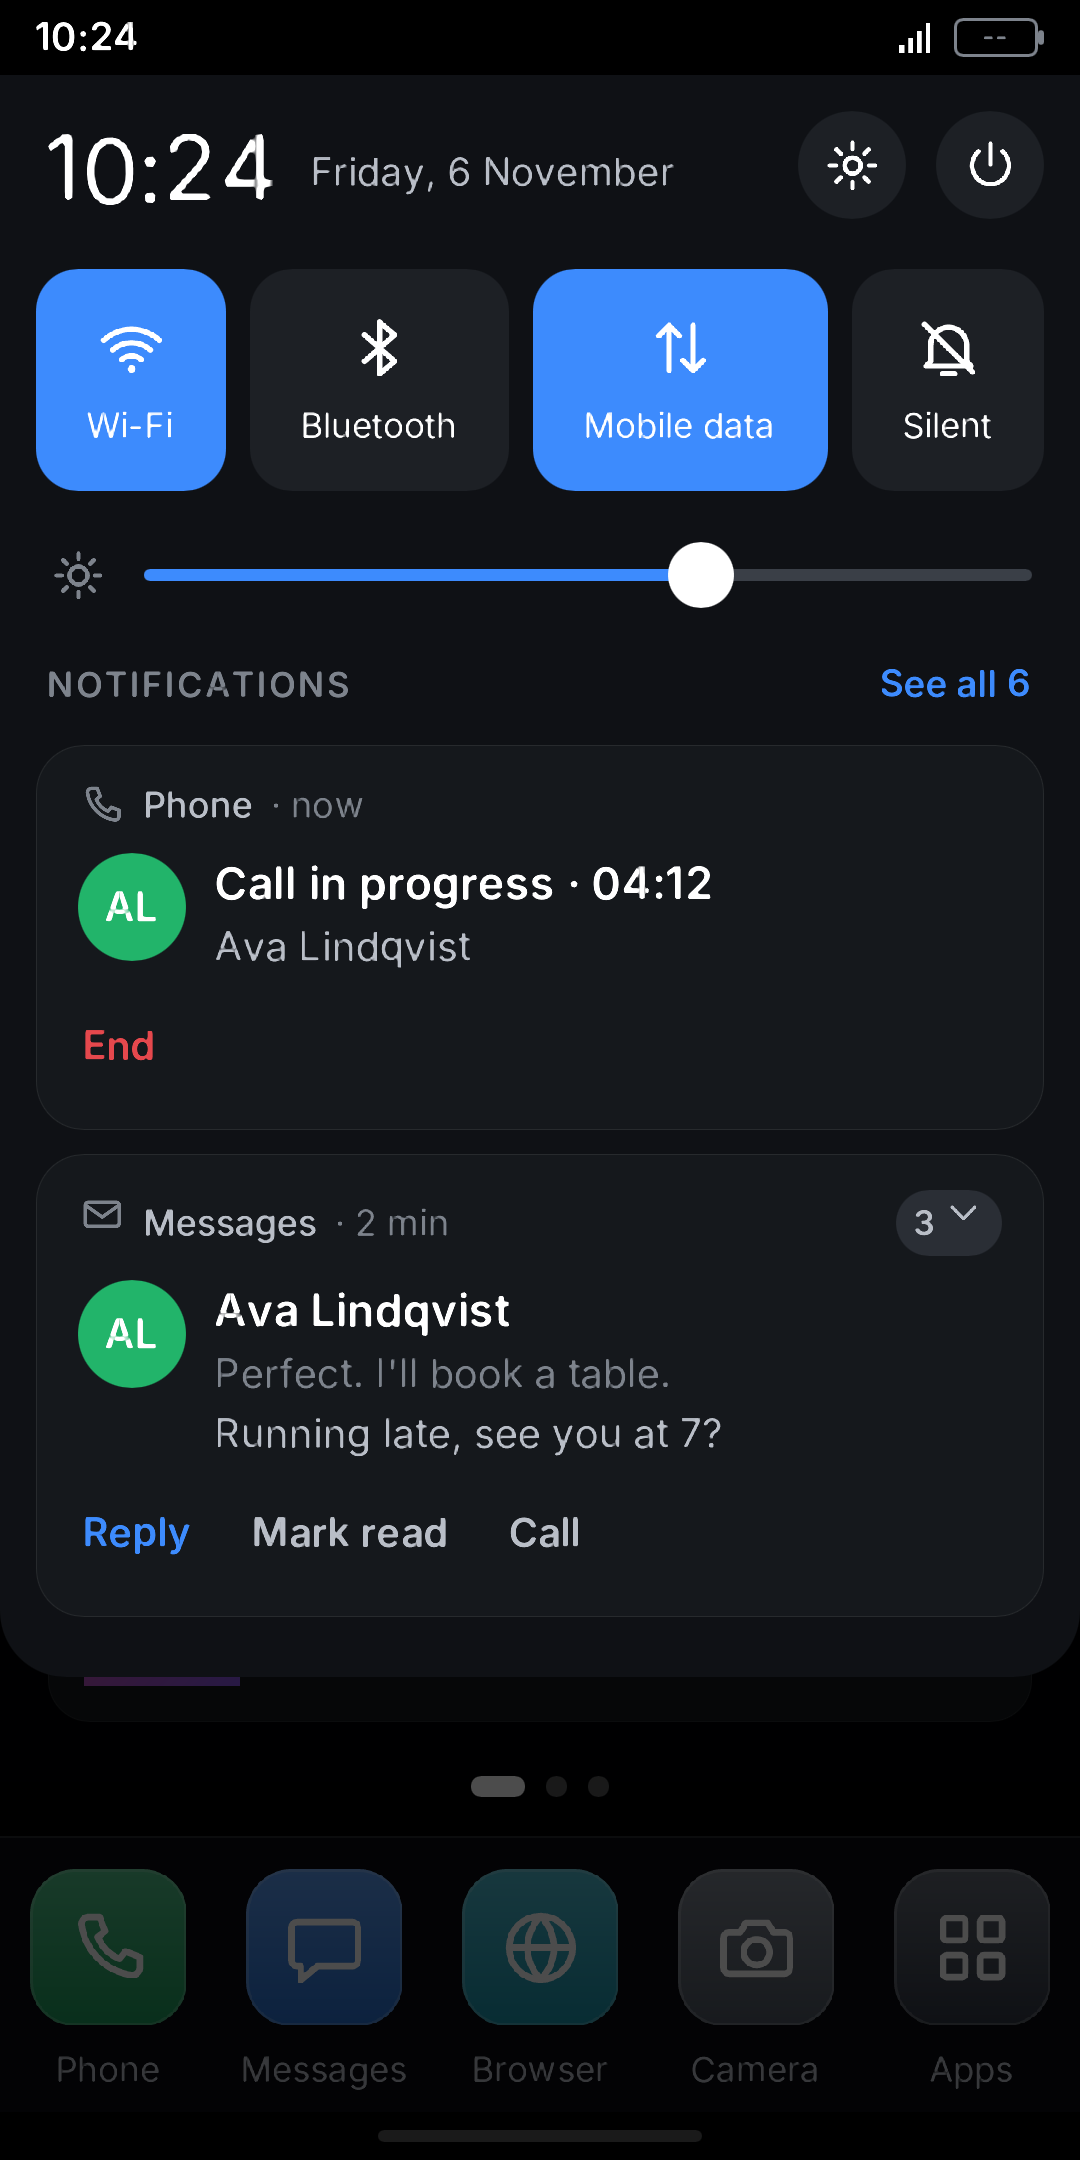 10:24
--
10:24 Friday, 6 November
Wi-Fi Bluetooth Mobile data Silent
NOTIFICATIONS See all 6
Phone · now
AL
Call in progress · 04:12
Ava Lindqvist
End
Messages · 2 min 3
AL
Ava Lindqvist
Perfect. I'll book a table.
Running late, see you at 7?
Reply Mark read Call
Phone Messages Browser Camera Apps